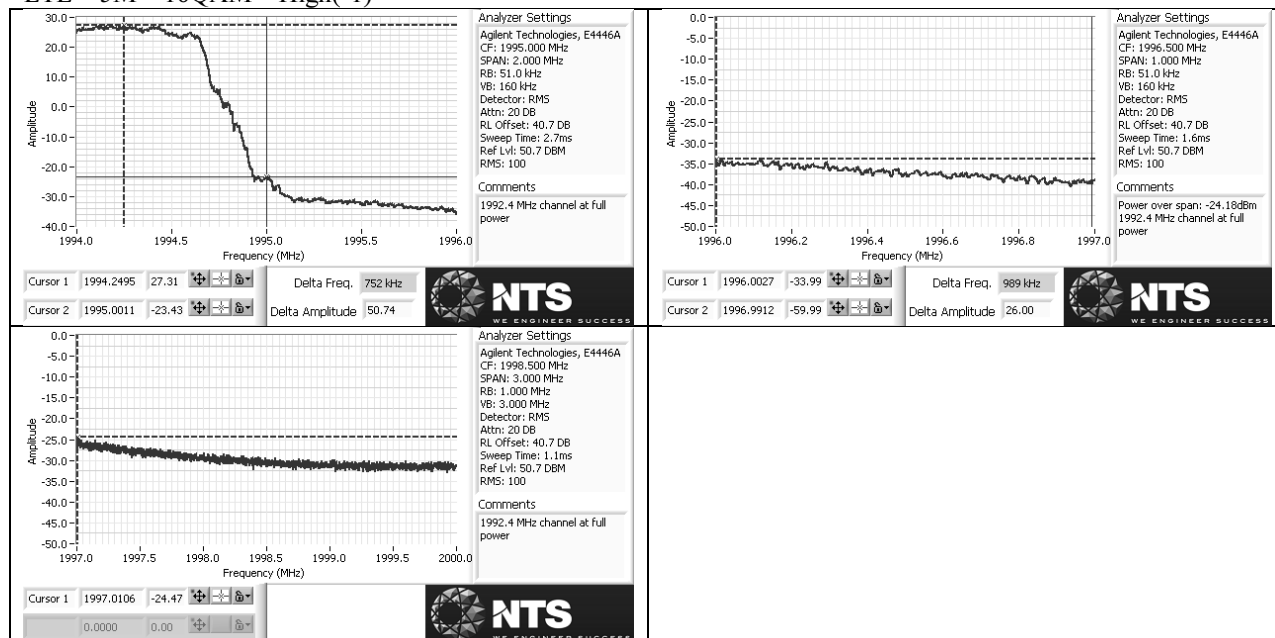 Analyzer Settings
Agilent Technologies, E4446A
CF: 1995.000 MHz
SPAN: 2.000 MHz
RB: 51.0 kHz
VB: 160 kHz
Detector: RMS
Attn: 20 DB
RL Offset: 40.7 DB
Sweep Time: 2.7ms
Ref Lvl: 50.7 DBM
RMS: 100
Comments
1992.4 MHz channel at full
power
Amplitude
30.0
20.0
10.0
0.0
-10.0
-20.0
-30.0
-40.0
1994.0 1994.5 1995.0 1995.5 1996.0
Frequency (MHz)
Cursor 1 1994.2495 27.31 Delta Freq. 752 kHz
Cursor 2 1995.0011 -23.43 Delta Amplitude 50.74
NTS
WE ENGINEER SUCCESS
Analyzer Settings
Agilent Technologies, E4446A
CF: 1996.500 MHz
SPAN: 1.000 MHz
RB: 51.0 kHz
VB: 160 kHz
Detector: RMS
Attn: 20 DB
RL Offset: 40.7 DB
Sweep Time: 1.6ms
Ref Lvl: 50.7 DBM
RMS: 100
Comments
Power over span: -24.18dBm
1992.4 MHz channel at full
power
Amplitude
0.0
-5.0
-10.0
-15.0
-20.0
-25.0
-30.0
-35.0
-40.0
-45.0
-50.0
1996.0 1996.2 1996.4 1996.6 1996.8 1997.0
Frequency (MHz)
Cursor 1 1996.0027 -33.99 Delta Freq. 989 kHz
Cursor 2 1996.9912 -59.99 Delta Amplitude 26.00
NTS
WE ENGINEER SUCCESS
Analyzer Settings
Agilent Technologies, E4446A
CF: 1998.500 MHz
SPAN: 3.000 MHz
RB: 1.000 MHz
VB: 3.000 MHz
Detector: RMS
Attn: 20 DB
RL Offset: 40.7 DB
Sweep Time: 1.1ms
Ref Lvl: 50.7 DBM
RMS: 100
Comments
1992.4 MHz channel at full
power
Amplitude
0.0
-5.0
-10.0
-15.0
-20.0
-25.0
-30.0
-35.0
-40.0
-45.0
-50.0
1997.0 1997.5 1998.0 1998.5 1999.0 1999.5 2000.0
Frequency (MHz)
Cursor 1 1997.0106 -24.47
0.0000 0.00
NTS
WE ENGINEER SUCCESS